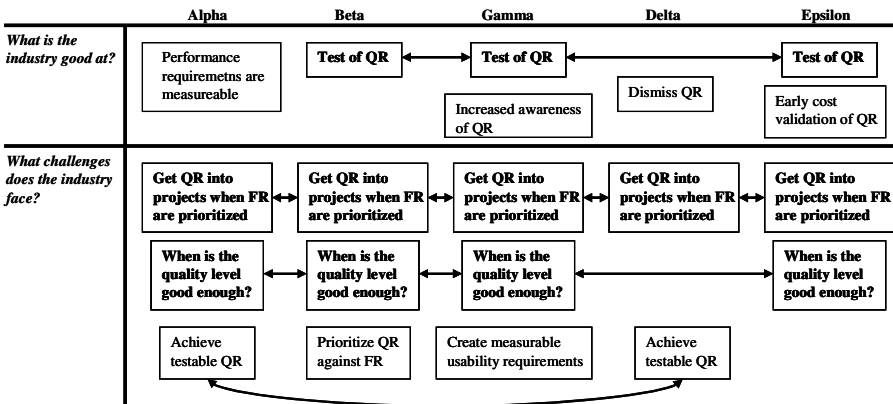 Alpha Beta Gamma Delta Epsilon
What is the
industry good at?
Performance
requiremetns are
measureable
Test of QR
Test of QR
Increased awareness
of QR
Dismiss QR
Test of QR
Early cost
validation of QR
What challenges
does the industry
face?
Get QR into
projects when FR
are prioritized
Get QR into
projects when FR
are prioritized
Get QR into
projects when FR
are prioritized
Get QR into
projects when FR
are prioritized
Get QR into
projects when FR
are prioritized
When is the
quality level
good enough?
When is the
quality level
good enough?
When is the
quality level
good enough?
When is the
quality level
good enough?
Achieve
testable QR
Prioritize QR
against FR
Create measurable
usability requirements
Achieve
testable QR